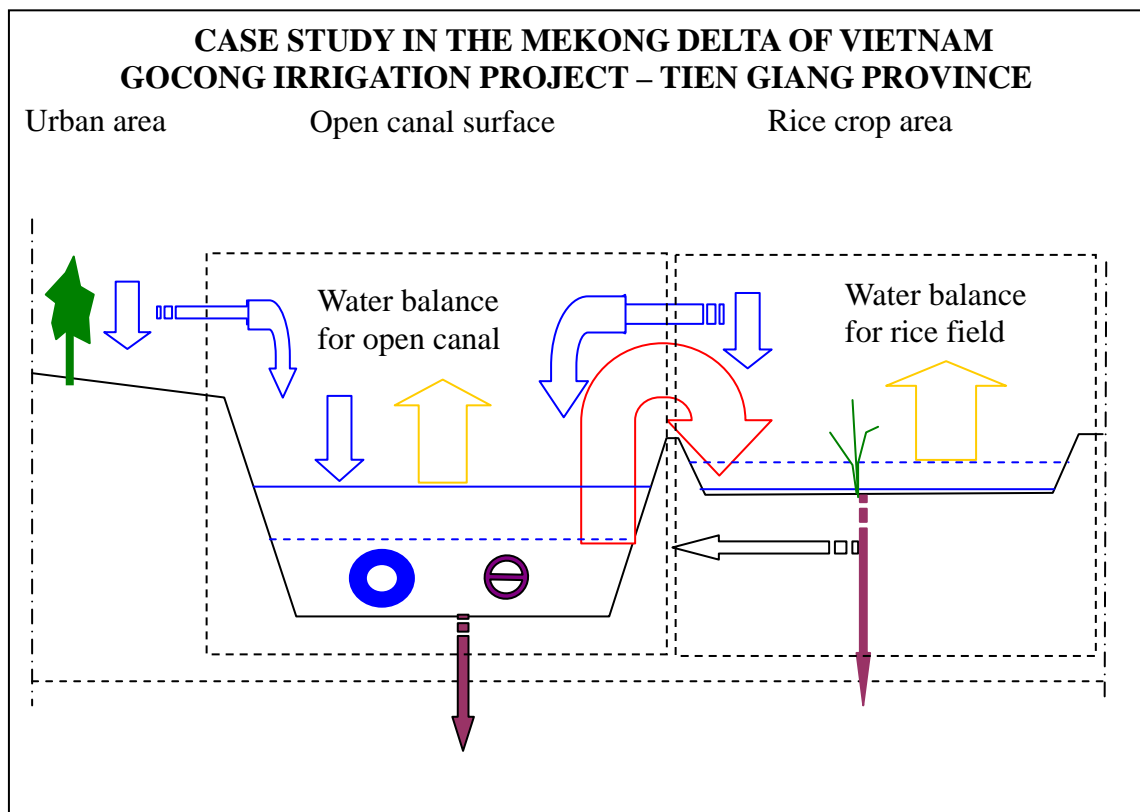 CASE STUDY IN THE MEKONG DELTA OF VIETNAM
GOCONG IRRIGATION PROJECT – TIEN GIANG PROVINCE
Urban area
Open canal surface
Rice crop area
Water balance
for open canal
Water balance
for rice field